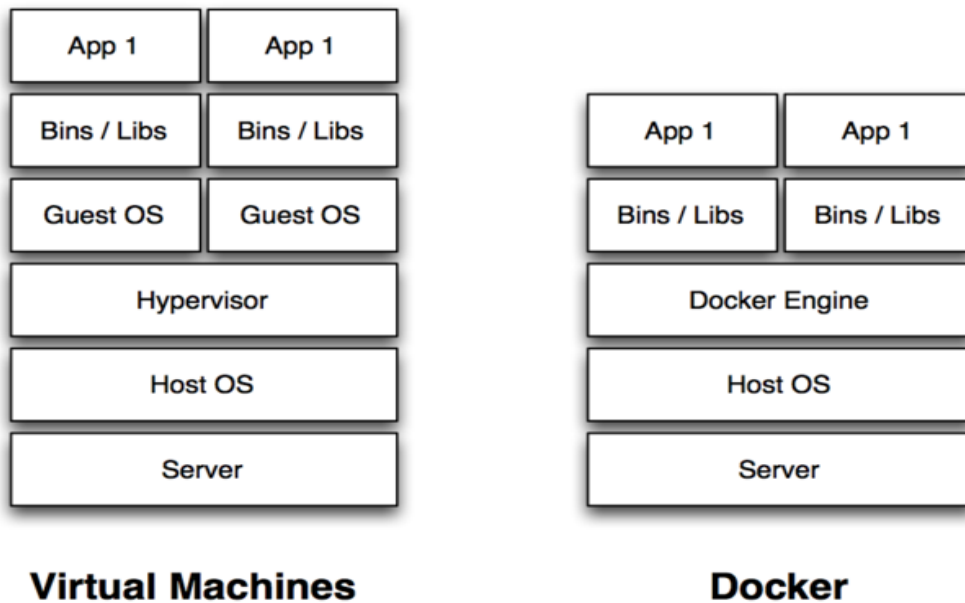 App 1 App 1
Bins / Libs Bins / Libs
Guest OS Guest OS
Hypervisor
Host OS
Server
Virtual Machines
App 1 App 1
Bins / Libs Bins / Libs
Docker Engine
Host OS
Server
Docker